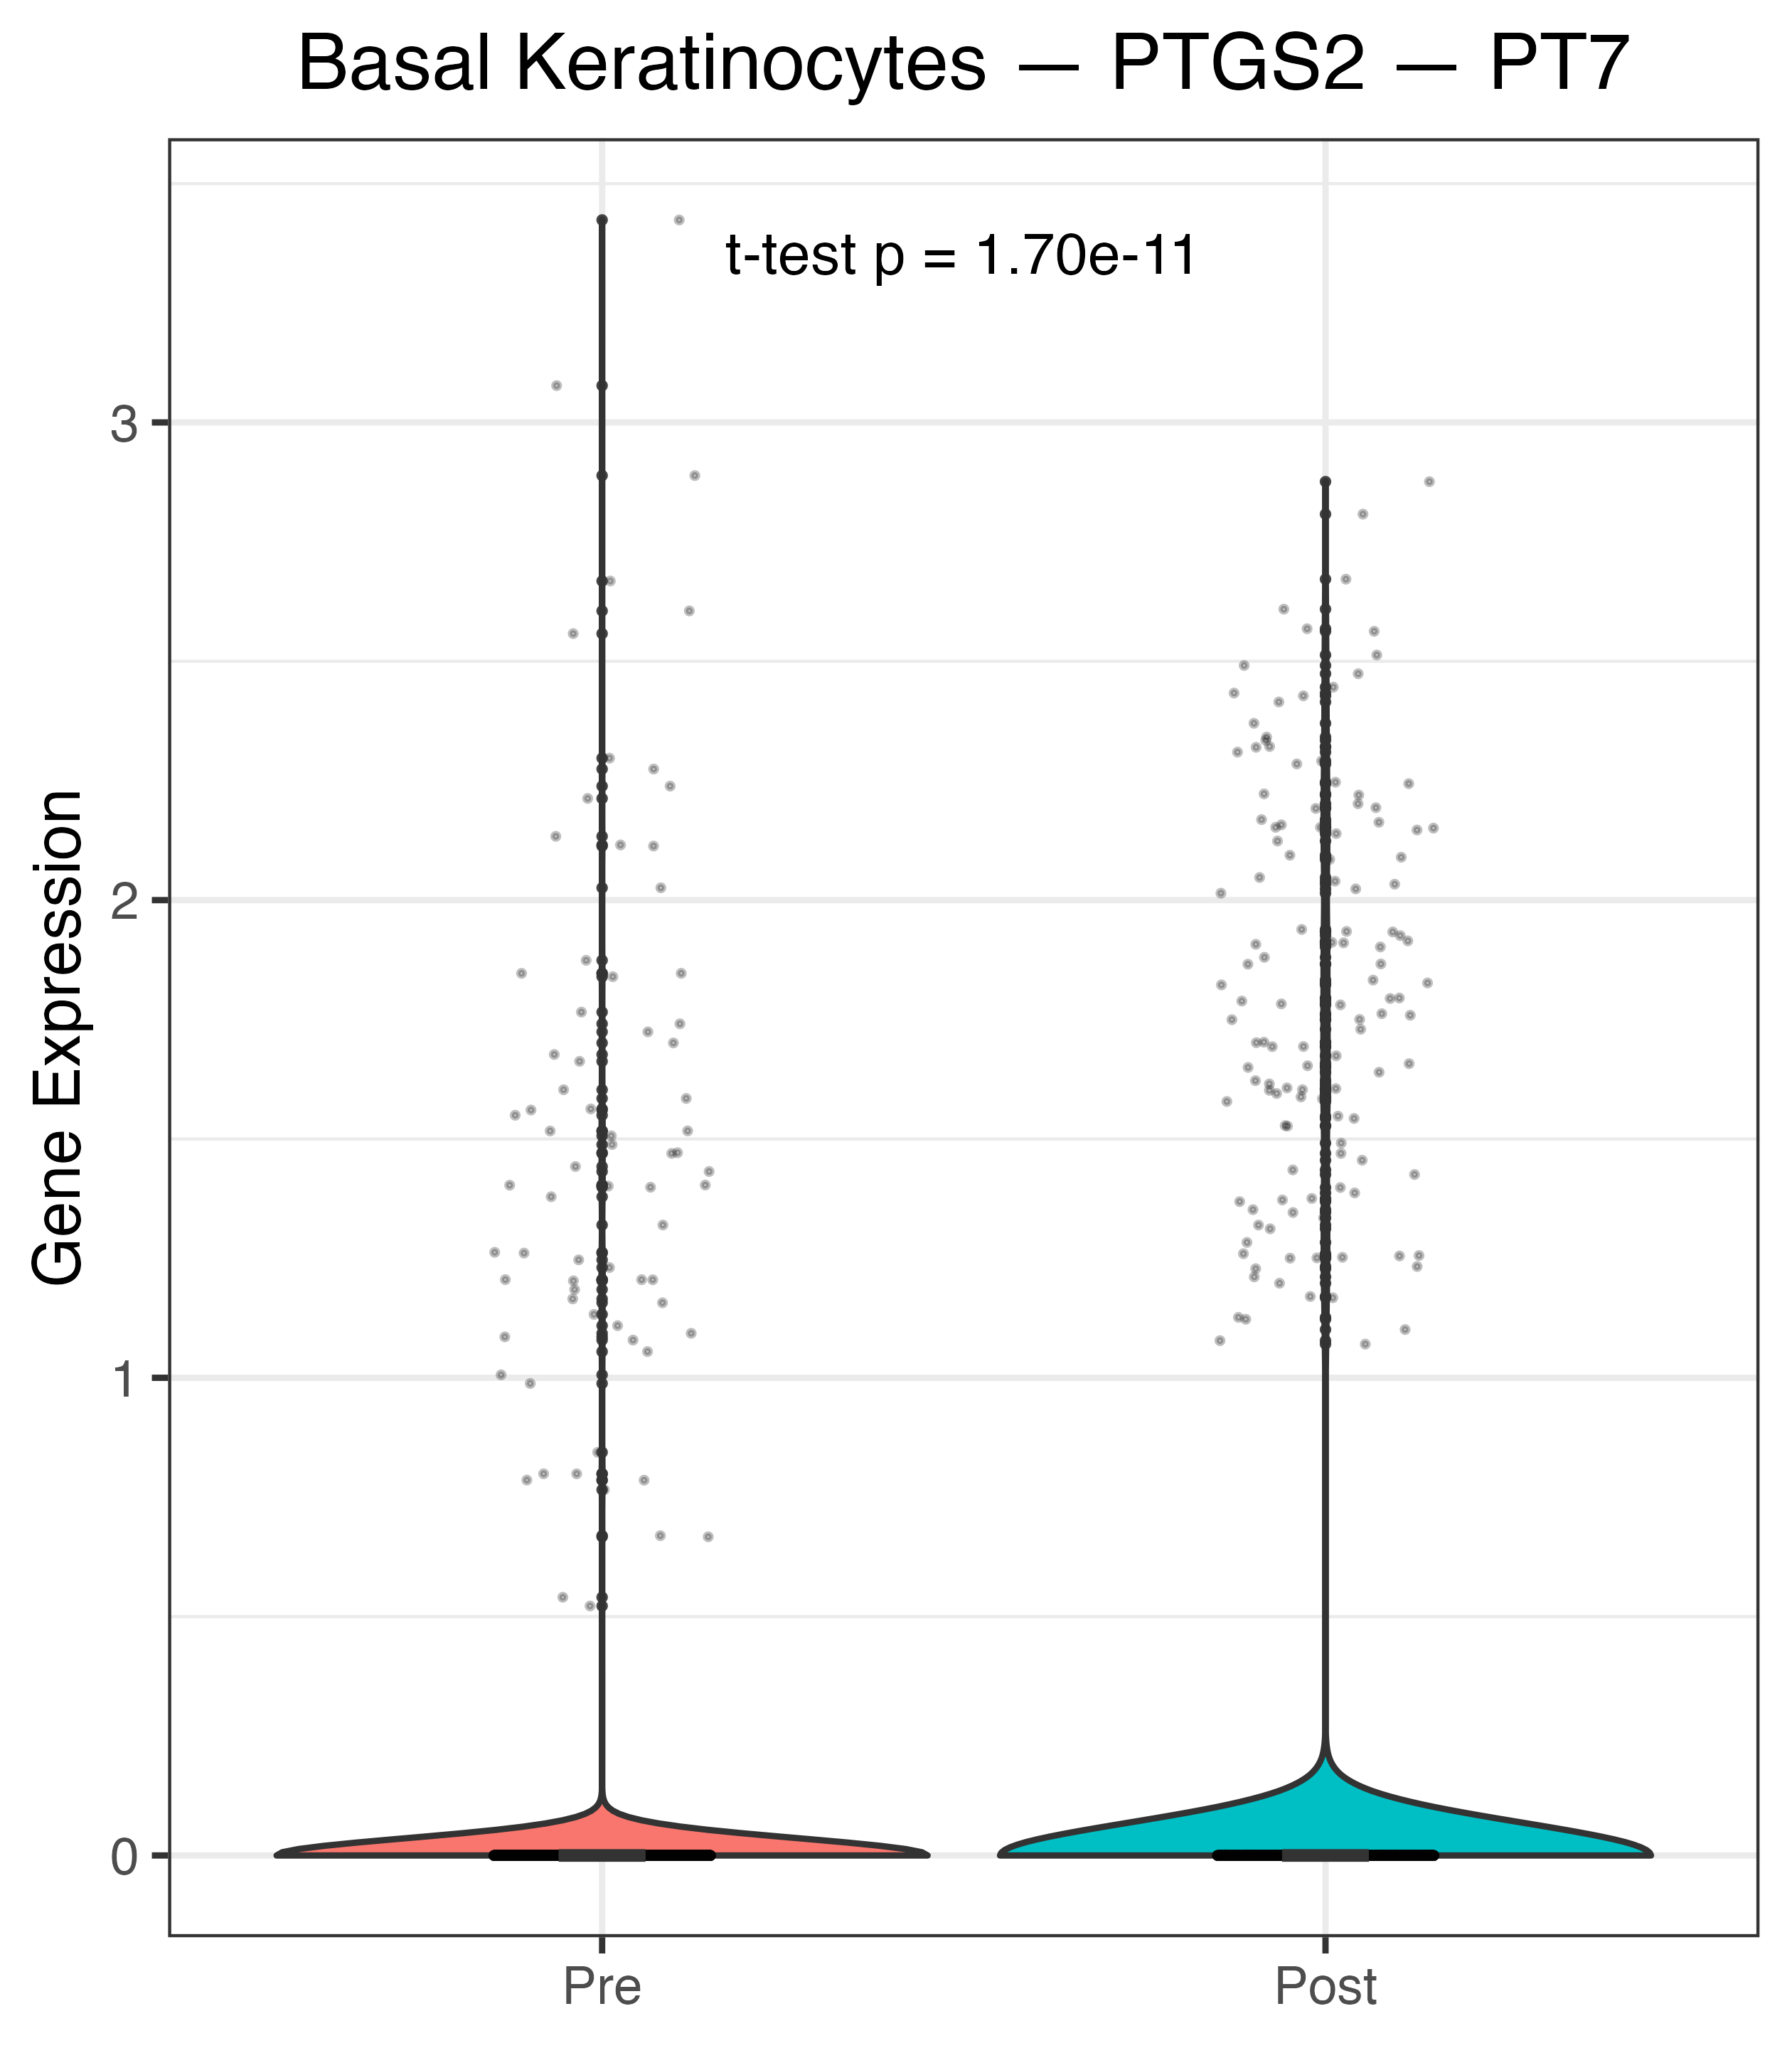 Basal Keratinocytes — PTGS2 — PT7
t-test p = 1.70e-11
Gene Expression
3
2
1
0
Pre
Post